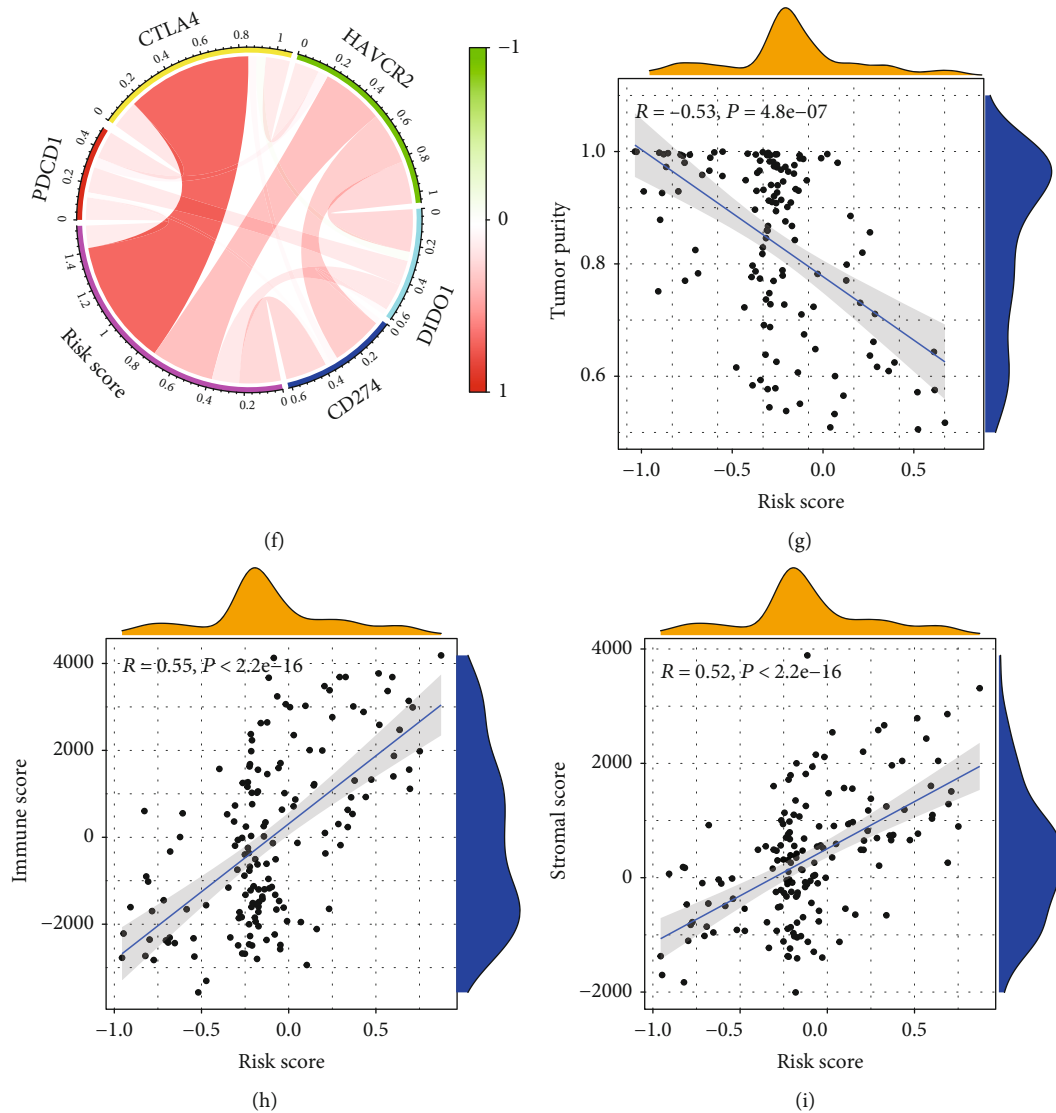 CTLA4
HAVCR2
PDCD1
DIDO1
CD274
Risk score
0 0.2 0.4
0 0.2 0.4 0.6 0.8 1
0 0.2 0.4 0.6 0.8 1
0 0.2 0.4 0.6
0 0.2 0.4 0.6
0 0.2 0.4 0.6 0.8 1 1.2 1.4
−1
0
1
(f)
R = −0.53, P = 4.8e−07
Tumor purity
1.0
0.8
0.6
−1.0 −0.5 0.0 0.5
Risk score
(g)
R = 0.55, P < 2.2e−16
Immune score
4000
2000
0
−2000
−1.0 −0.5 0.0 0.5
Risk score
(h)
R = 0.52, P < 2.2e−16
Stromal score
4000
2000
0
−2000
−1.0 −0.5 0.0 0.5
Risk score
(i)